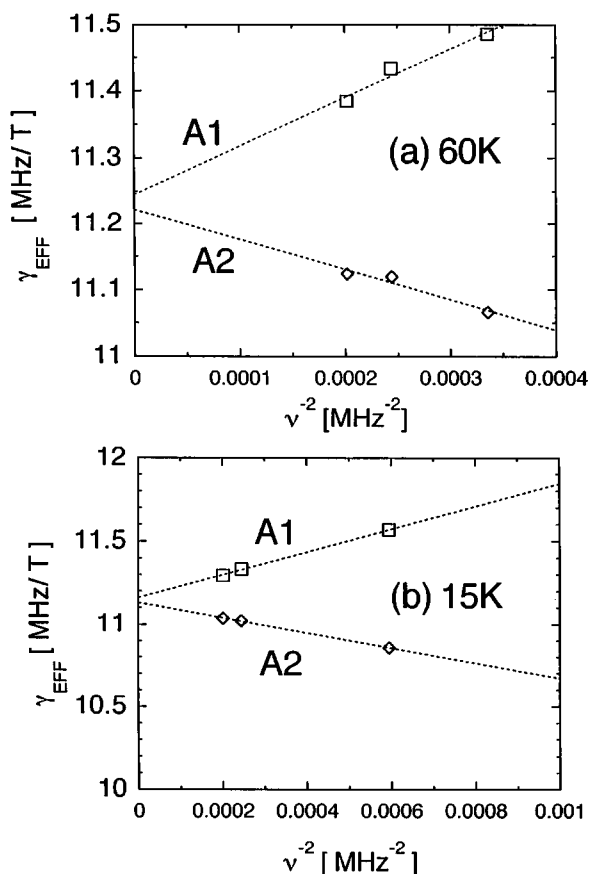 11.5
11.4
A1
11.3
(a) 60K
11.2
A2
11.1
11
γEFF [MHz/T]
0 0.0001 0.0002 0.0003 0.0004
ν-2 [MHz-2]
12
11.5
A1
11
(b) 15K
A2
10.5
10
γEFF [MHz/T]
0 0.0002 0.0004 0.0006 0.0008 0.001
ν-2 [MHz-2]